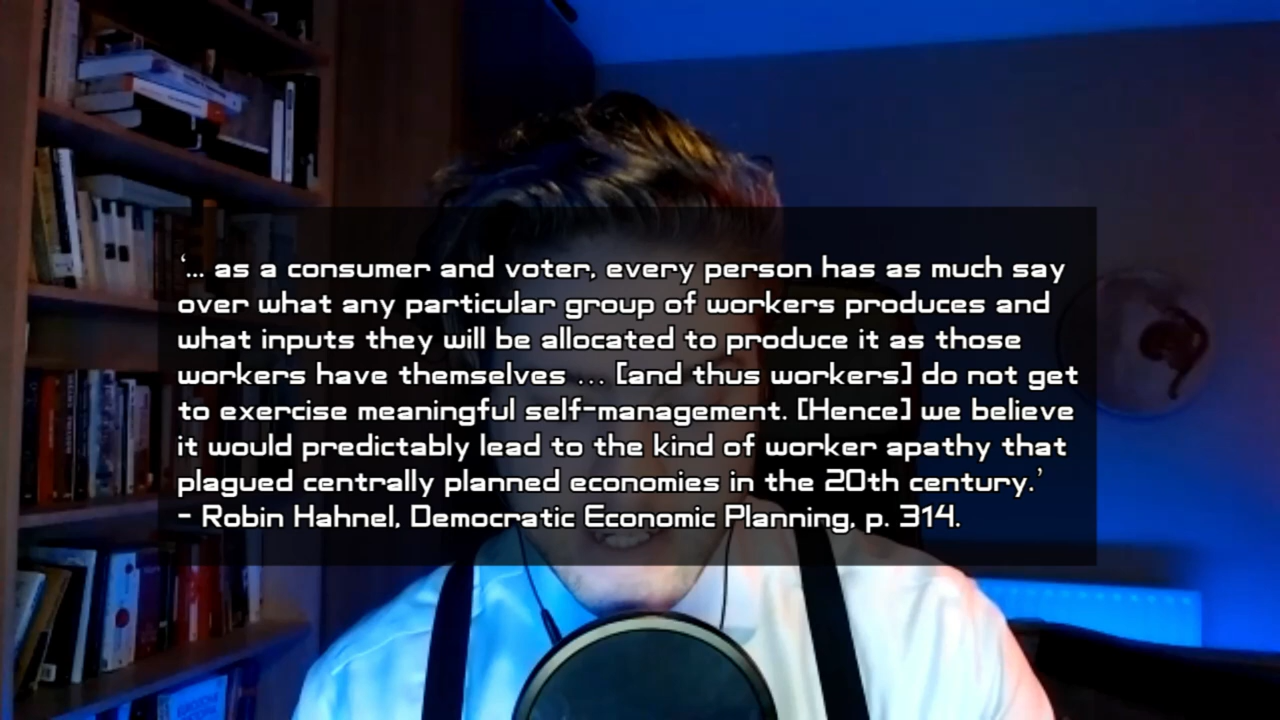 ‘... as a consumer and voter, every person has as much say
over what any particular group of workers produces and
what inputs they will be allocated to produce it as those
workers have themselves ... [and thus workers] do not get
to exercise meaningful self-management. [Hence] we believe
it would predictably lead to the kind of worker apathy that
plagued centrally planned economies in the 20th century.’
- Robin Hahnel, Democratic Economic Planning, p. 314.